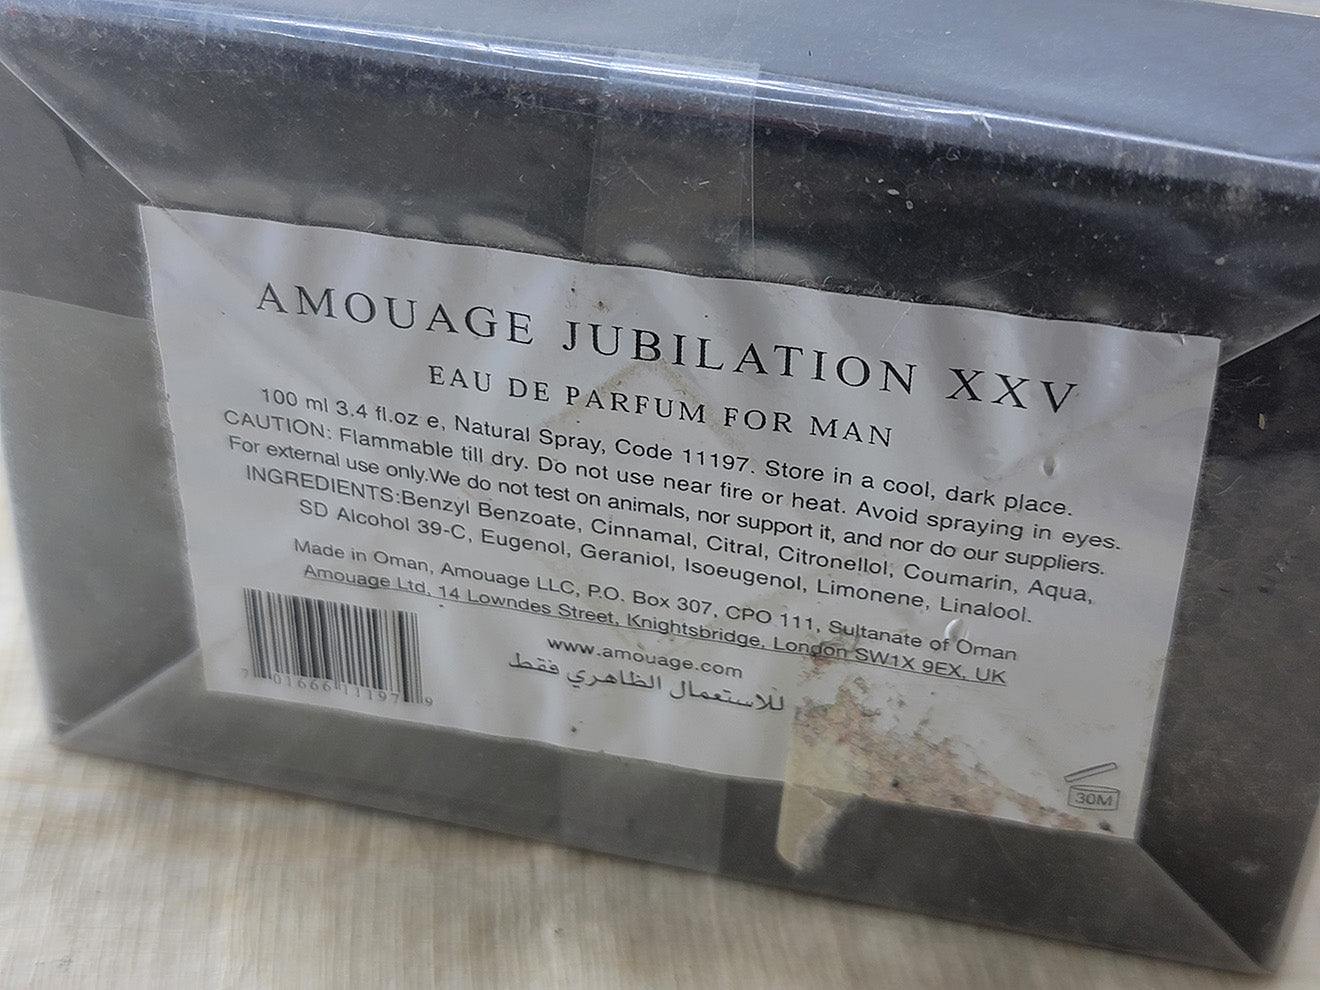 AMOUAGE JUBILATION XXV
EAU DE PARFUM FOR MAN
100 ml 3.4 fl.oz e, Natural Spray, Code 11197. Store in a cool, dark place.
CAUTION: Flammable till dry. Do not use near fire or heat. Avoid spraying in eyes.
For external use only.We do not test on animals, nor support it, and nor do our suppliers.
INGREDIENTS:Benzyl Benzoate, Cinnamal, Citral, Citronellol, Coumarin, Aqua,
SD Alcohol 39-C, Eugenol, Geraniol, Isoeugenol, Limonene, Linalool.
Made in Oman, Amouage LLC, P.O. Box 307, CPO 111, Sultanate of Oman
Amouage Ltd, 14 Lowndes Street, Knightsbridge, London SW1X 9EX, UK
www.amouage.com
للاستعمال الظاهري فقط
7 01666 11197 9
30M